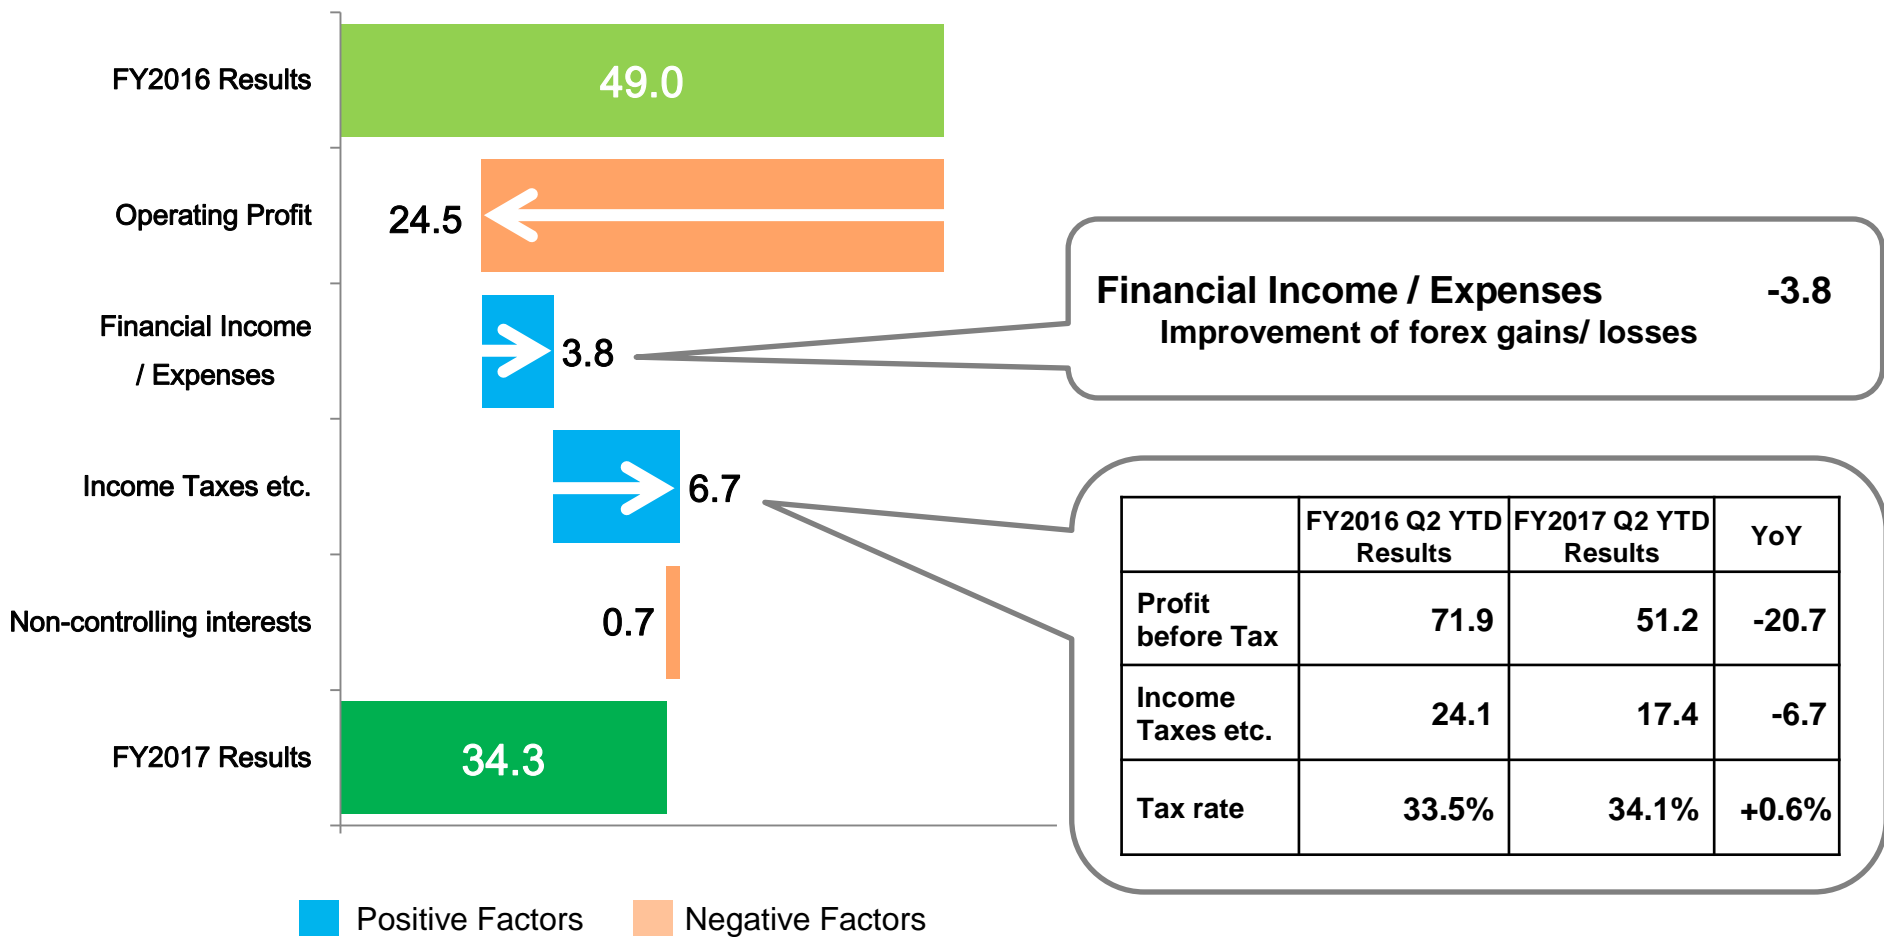 FY2016 Results
49.0
Operating Profit
24.5
Financial Income
/ Expenses
3.8
Income Taxes etc.
6.7
Non-controlling interests
0.7
FY2017 Results
34.3
Financial Income / Expenses -3.8
Improvement of forex gains/ losses
FY2016 Q2 YTD
Results
FY2017 Q2 YTD
Results
YoY
Profit
before Tax
71.9
51.2
-20.7
Income
Taxes etc.
24.1
17.4
-6.7
Tax rate
33.5%
34.1%
+0.6%
Positive Factors
Negative Factors